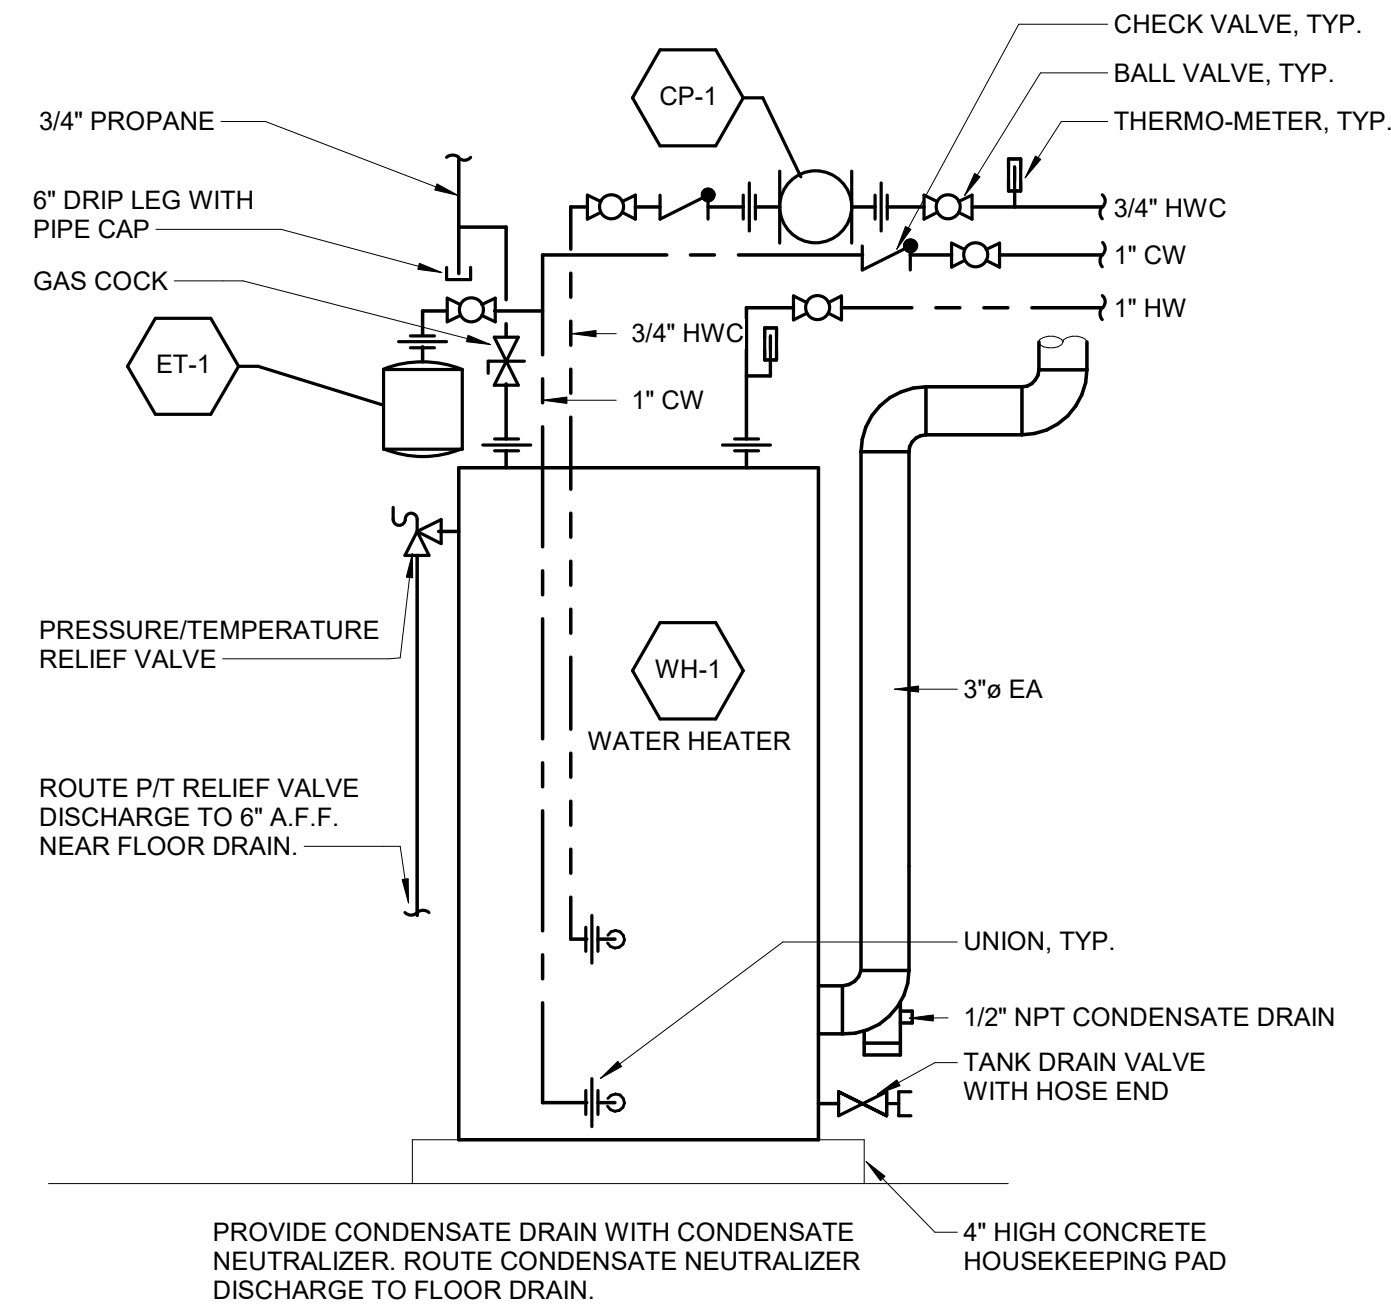 CHECK VALVE, TYP.
BALL VALVE, TYP.
CP-1
3/4" PROPANE
THERMO-METER, TYP.
6" DRIP LEG WITH
PIPE CAP
3/4" HWC
1" CW
GAS COCK
1" HW
3/4" HWC
ET-1
1" CW
PRESSURE/TEMPERATURE
RELIEF VALVE
WH-1
3"ø EA
WATER HEATER
ROUTE P/T RELIEF VALVE
DISCHARGE TO 6" A.F.F.
NEAR FLOOR DRAIN.
UNION, TYP.
1/2" NPT CONDENSATE DRAIN
TANK DRAIN VALVE
WITH HOSE END
PROVIDE CONDENSATE DRAIN WITH CONDENSATE
NEUTRALIZER. ROUTE CONDENSATE NEUTRALIZER
DISCHARGE TO FLOOR DRAIN.
4" HIGH CONCRETE
HOUSEKEEPING PAD